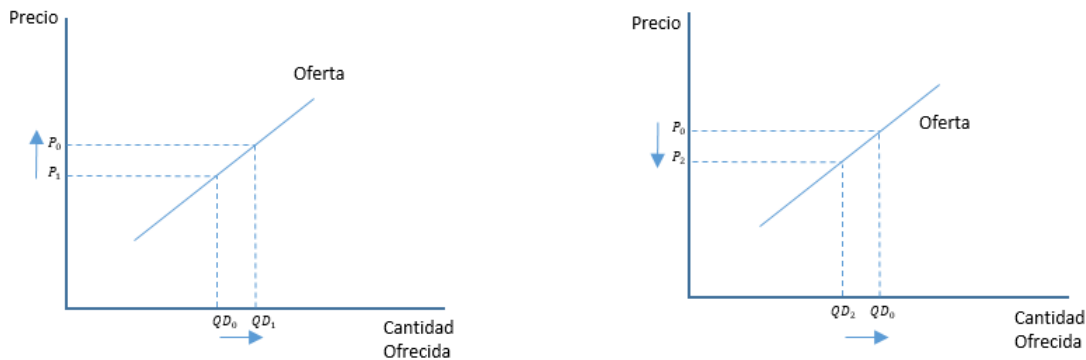 Precio
Oferta
P₀
P₁
QD₀ QD₁
Cantidad
Ofrecida
Precio
Oferta
P₀
P₂
QD₂ QD₀
Cantidad
Ofrecida